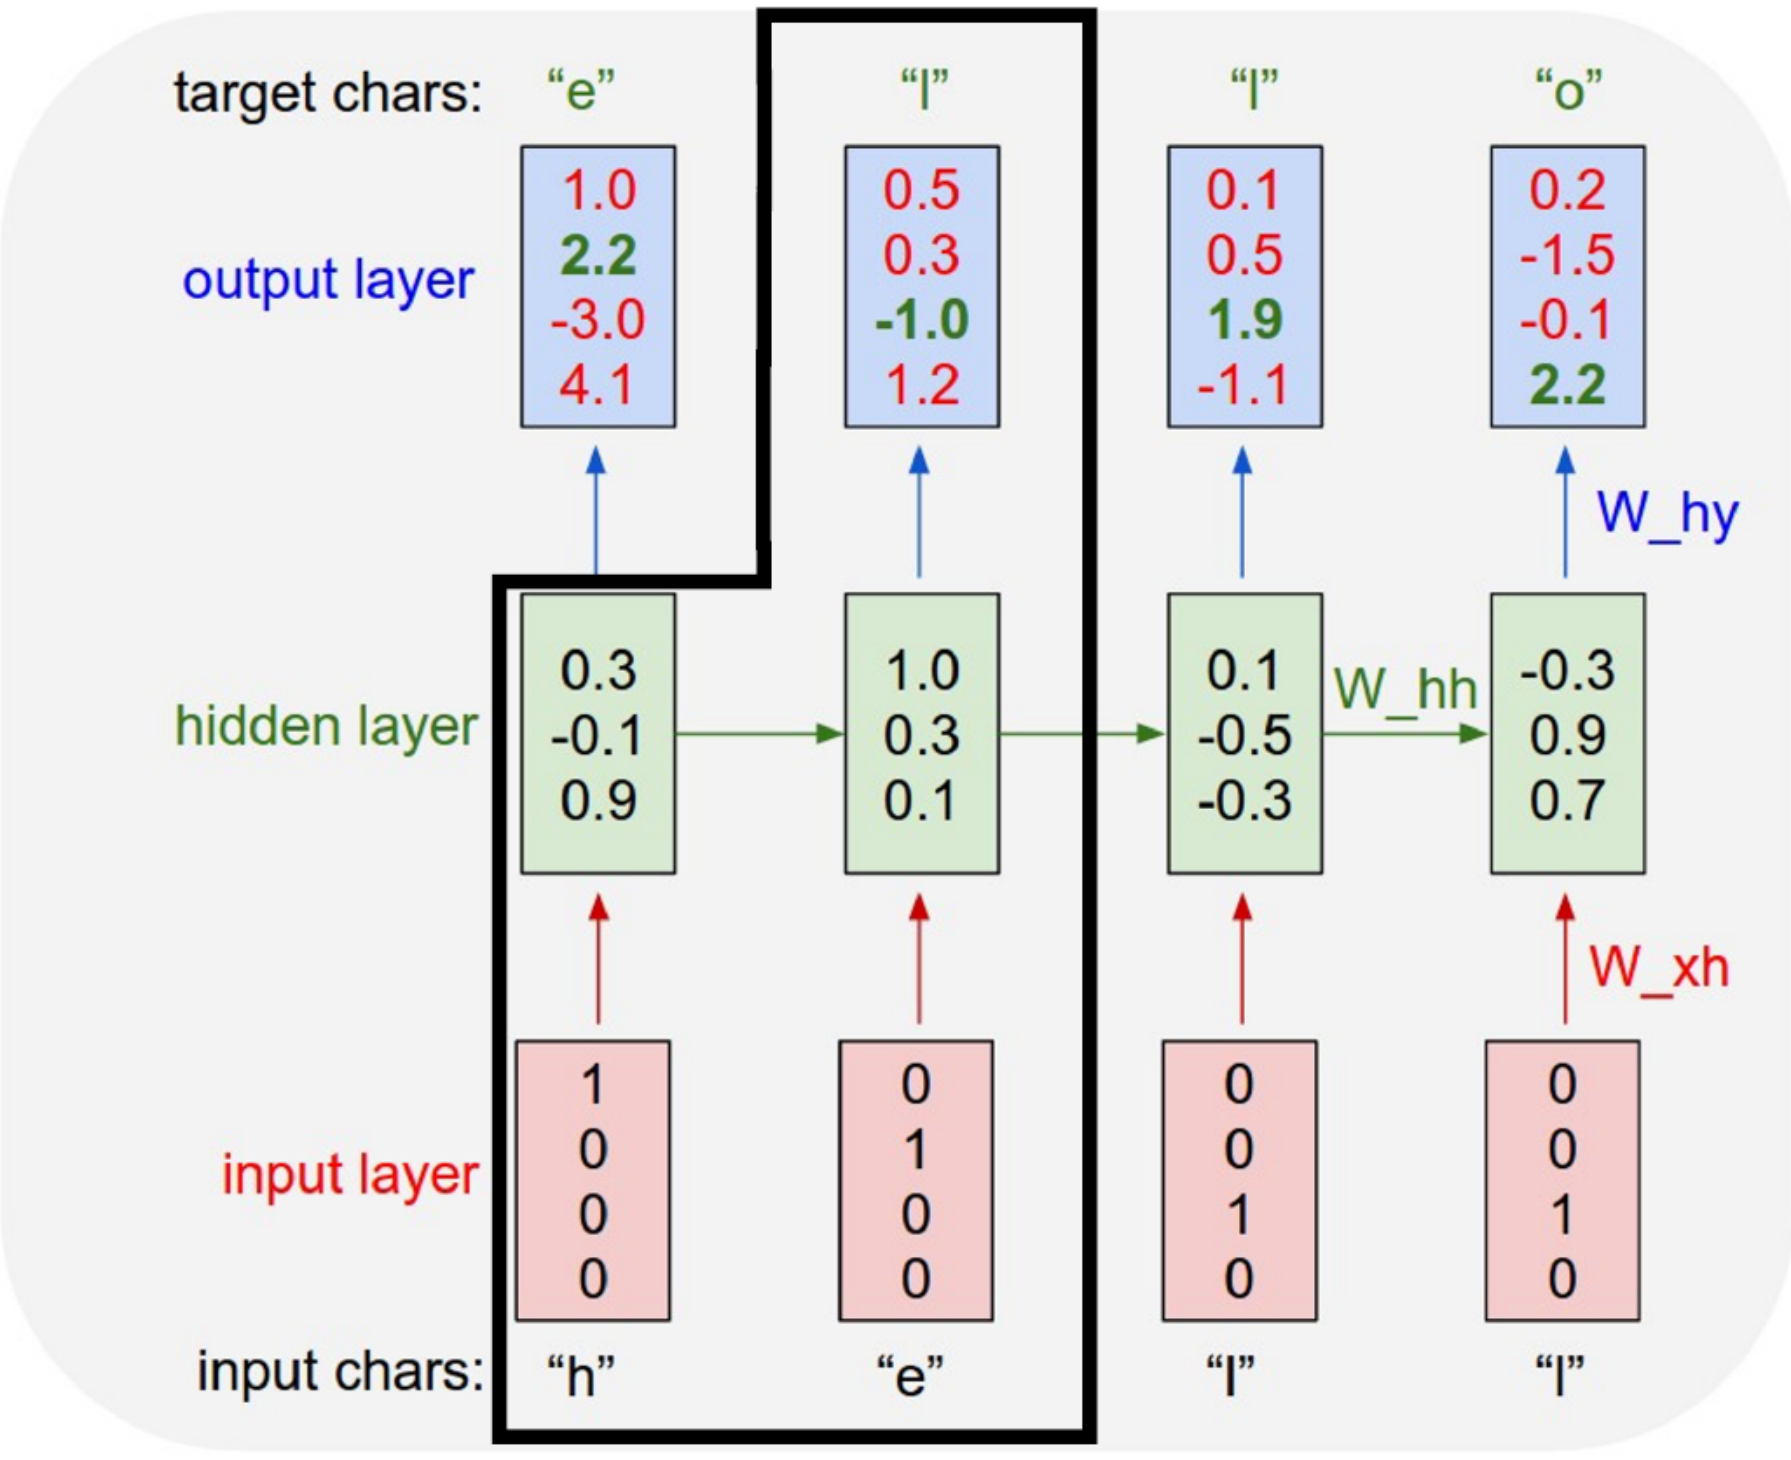 target chars: “e” “l” “l” “o”
output layer
1.0 0.5 0.1 0.2
2.2 0.3 0.5 -1.5
-3.0 -1.0 1.9 -0.1
4.1 1.2 -1.1 2.2
W_hy
hidden layer
0.3 1.0 0.1 -0.3
-0.1 0.3 -0.5 0.9
0.9 0.1 -0.3 0.7
W_hh
W_xh
input layer
1 0 0 0
0 1 0 0
0 0 1 1
0 0 0 0
input chars: “h” “e” “l” “l”